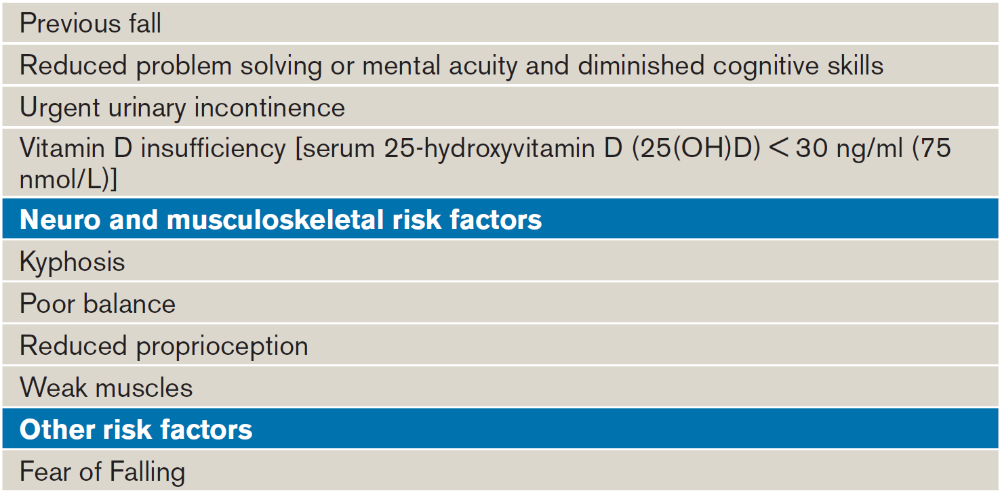 Previous fall
Reduced problem solving or mental acuity and diminished cognitive skills
Urgent urinary incontinence
Vitamin D insufficiency [serum 25-hydroxyvitamin D (25(OH)D) < 30 ng/ml (75
nmol/L)]
Neuro and musculoskeletal risk factors
Kyphosis
Poor balance
Reduced proprioception
Weak muscles
Other risk factors
Fear of Falling